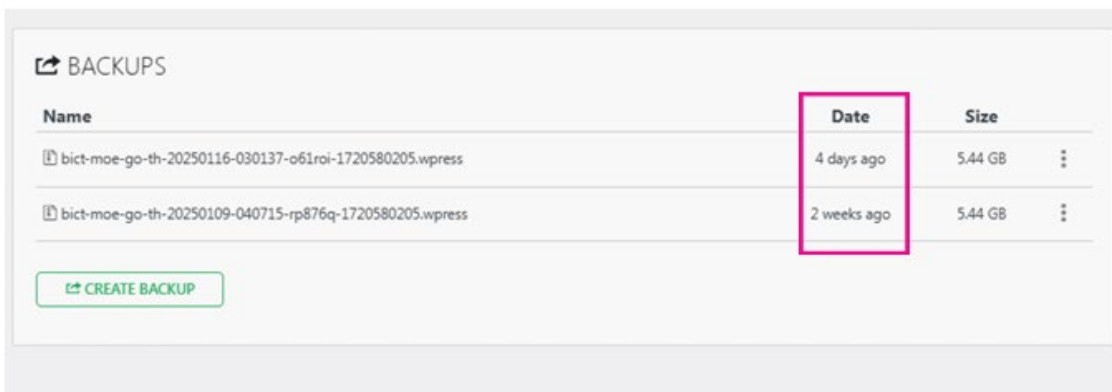 BACKUPS
Name Date Size
bict-moe-go-th-20250116-030137-o61roi-1720580205.wpress 4 days ago 5.44 GB
bict-moe-go-th-20250109-040715-rp876q-1720580205.wpress 2 weeks ago 5.44 GB
CREATE BACKUP